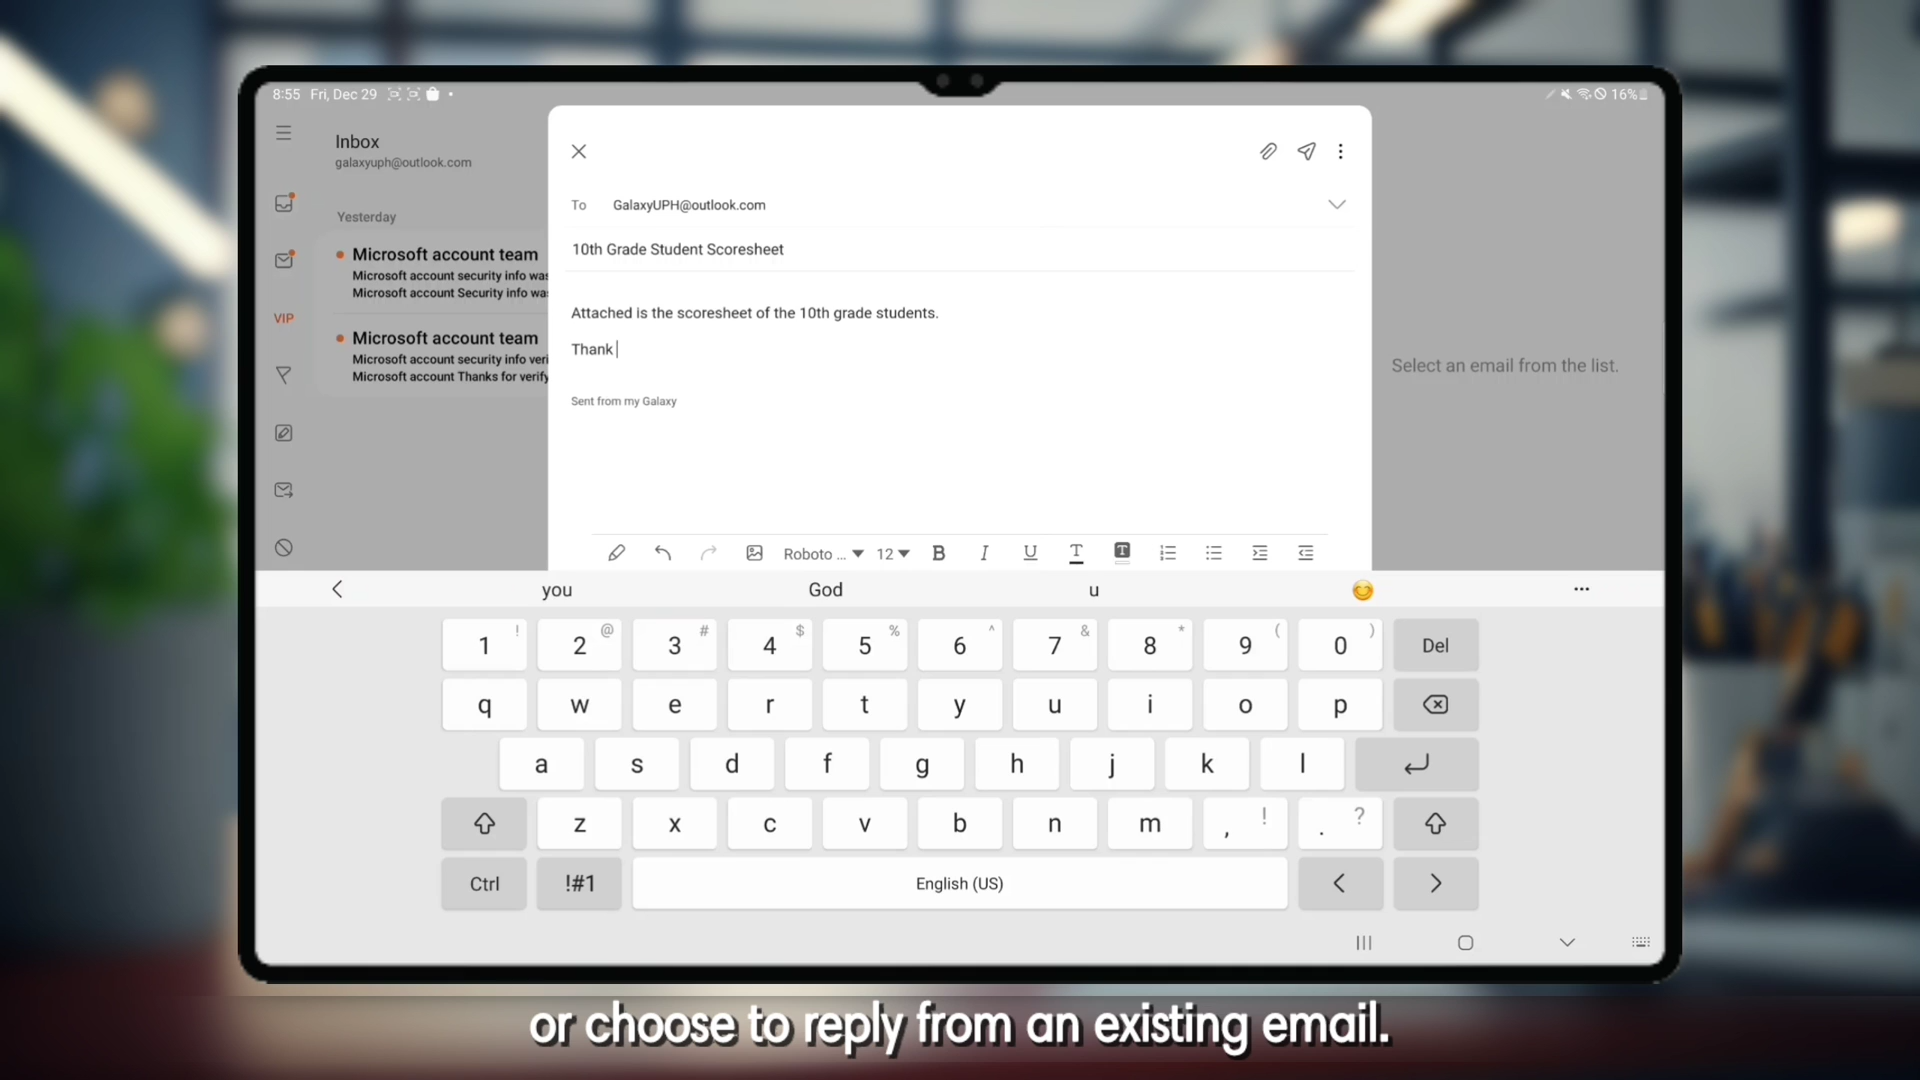 8:55 Fri, Dec 29
16%
Inbox
galaxyuph@outlook.com
Yesterday
Microsoft account team
Microsoft account security info was
Microsoft account Security info was
VIP
Microsoft account team
Microsoft account security info veri
Microsoft account Thanks for verify
To GalaxyUPH@outlook.com
10th Grade Student Scoresheet
Attached is the scoresheet of the 10th grade students.
Thank
Sent from my Galaxy
Select an email from the list.
Roboto ... 12 B I U T T
you God u 😊 ...
1 ! 2 @ 3 # 4 $ 5 % 6 ^ 7 & 8 * 9 ( 0 ) Del
q w e r t y u i o p
a s d f g h j k l
z x c v b n m , ! . ?
Ctrl !#1 English (US) < >
or choose to reply from an existing email.